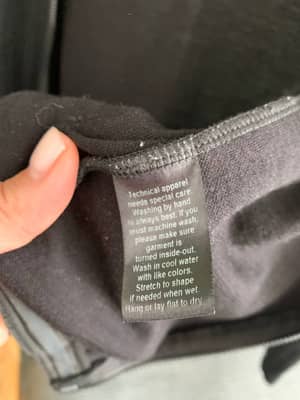 Technical apparel
needs special care.
Washing by hand
is always best. If you
must machine wash,
please make sure
garment is
turned inside-out.
Wash in cool water
with like colors.
Stretch to shape
if needed when wet.
Hang or lay flat to dry.